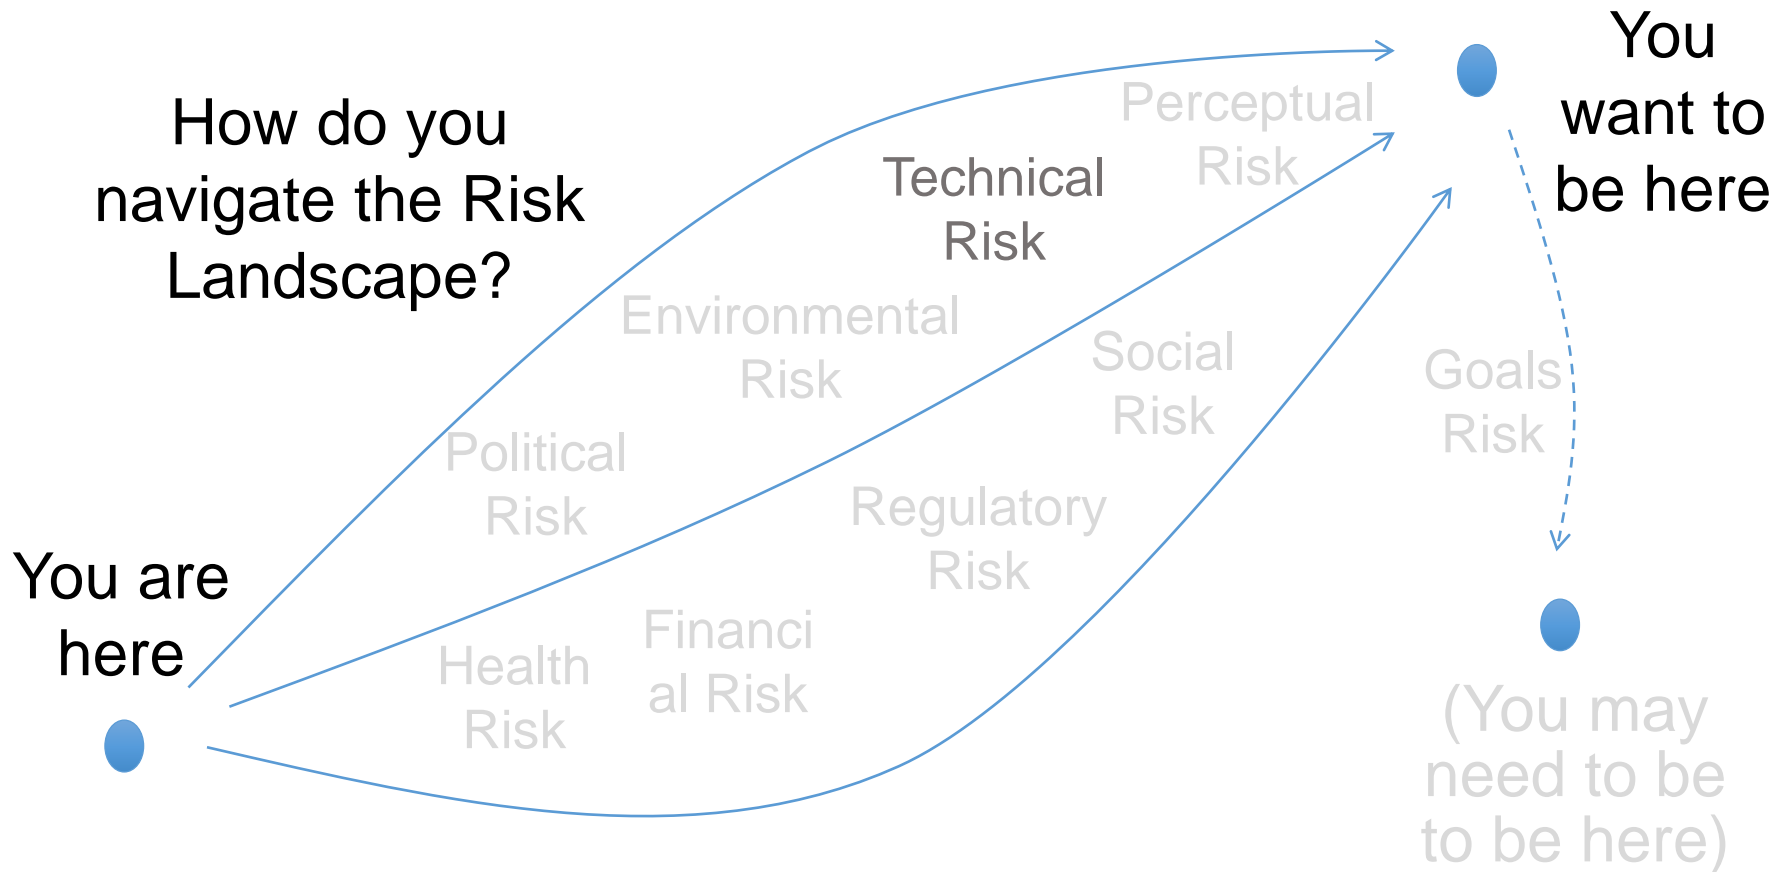 How do you
navigate the Risk
Landscape?
You
want to
be here
Perceptual
Risk
Technical
Risk
Environmental
Risk
Social
Risk
Goals
Risk
Political
Risk
Regulatory
Risk
You are
here
Health
Risk
Financi
al Risk
(You may
need to be
to be here)